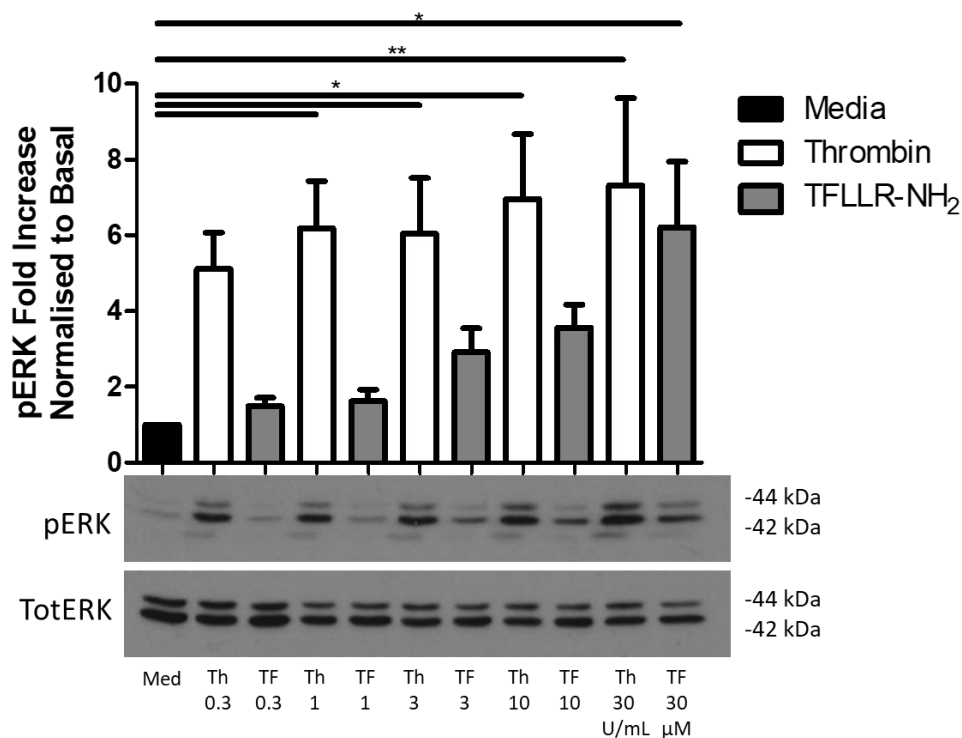 *
**
*
10
8
6
4
2
0
pERK Fold Increase
Normalised to Basal
Media
Thrombin
TFLLR-NH₂
pERK
-44 kDa
-42 kDa
TotERK
-44 kDa
-42 kDa
Med Th TF Th TF Th TF Th TF Th TF
0.3 0.3 1 1 3 3 10 10 30 30
U/mL µM